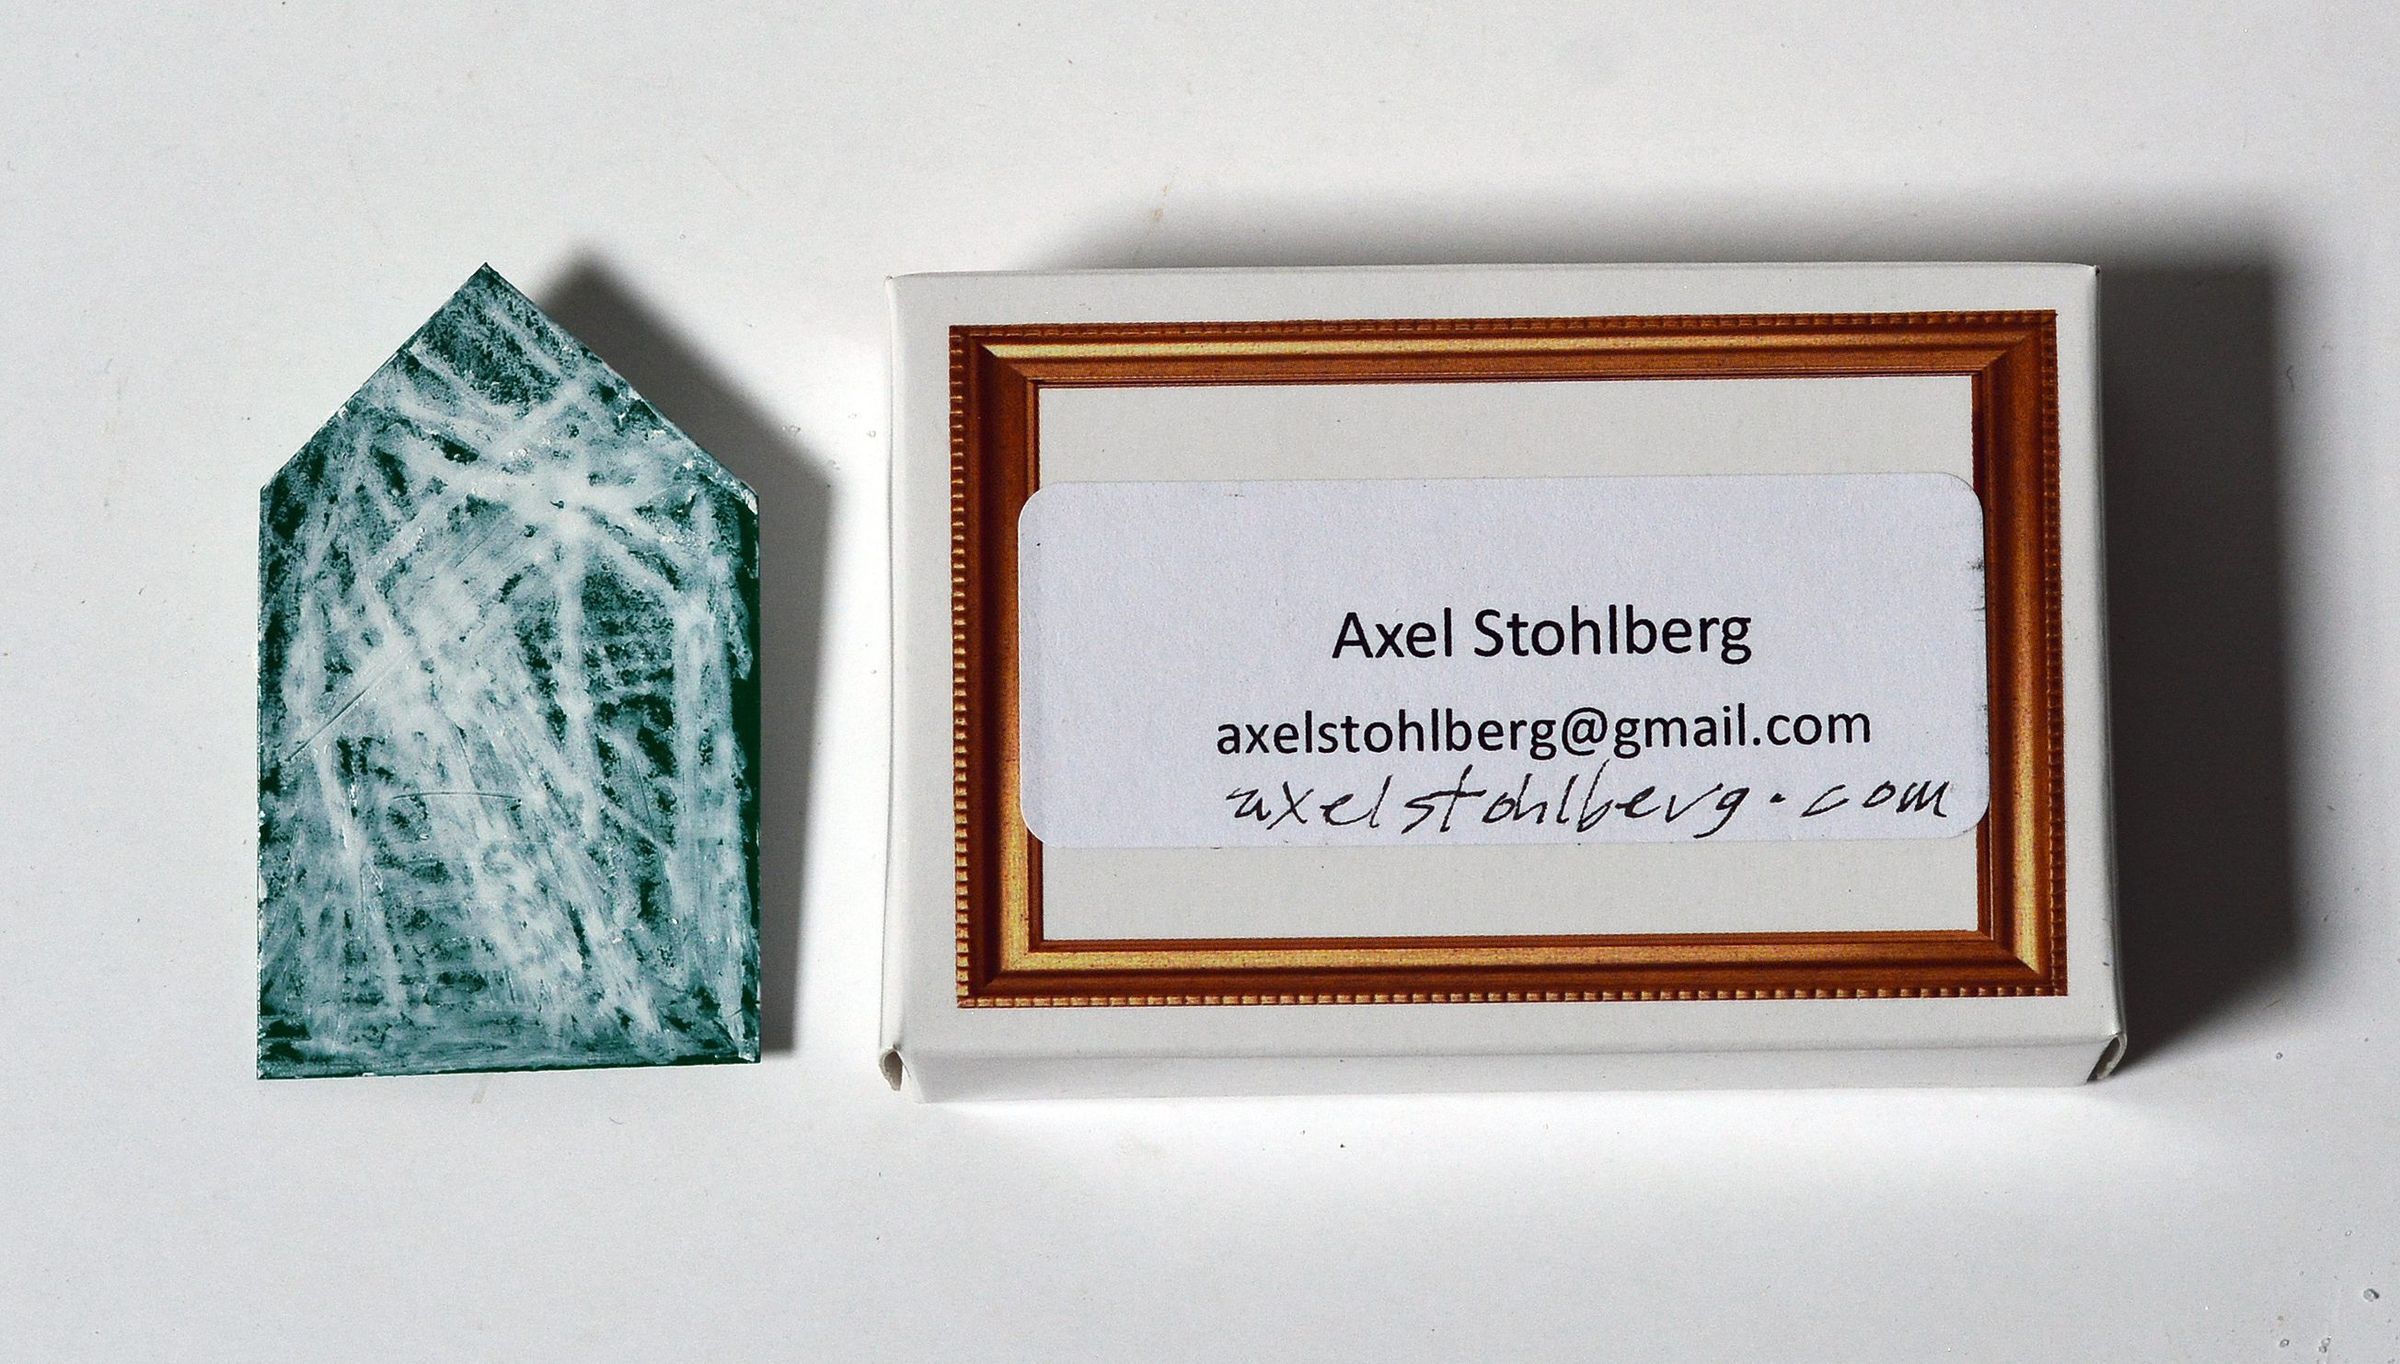 Axel Stohlberg
axelstohlberg@gmail.com
axelstohlberg.com